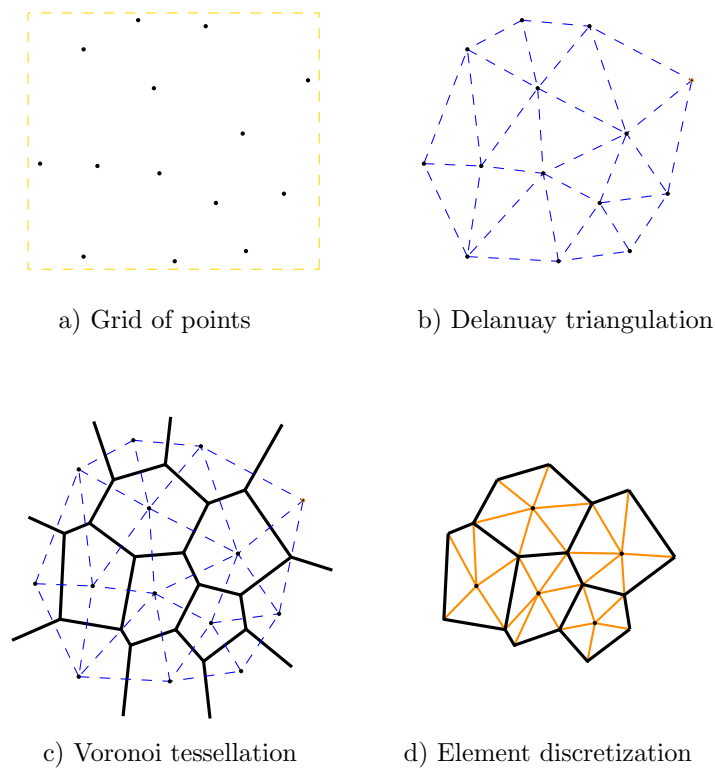 a) Grid of points
b) Delanuay triangulation
c) Voronoi tessellation
d) Element discretization